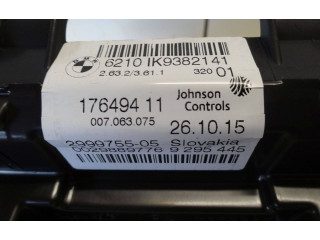 6210 IK9382141
2.63.2/3.61.1 320 01
176494 11 Johnson Controls
007.063.075 26.10.15
2999755-05 Slovakia
0029889776 9 295 445